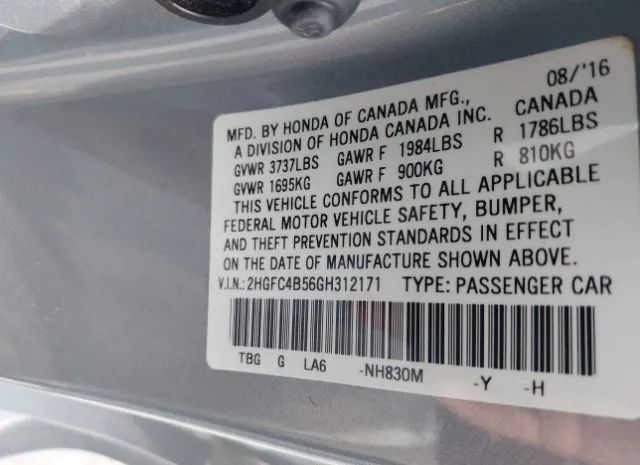 08/'16
MFD. BY HONDA OF CANADA MFG., CANADA
A DIVISION OF HONDA CANADA INC.
GVWR 3737LBS GAWR F 1984LBS R 1786LBS
GVWR 1695KG GAWR F 900KG R 810KG
THIS VEHICLE CONFORMS TO ALL APPLICABLE
FEDERAL MOTOR VEHICLE SAFETY, BUMPER,
AND THEFT PREVENTION STANDARDS IN EFFECT
ON THE DATE OF MANUFACTURE SHOWN ABOVE.
V.I.N.: 2HGFC4B56GH312171 TYPE: PASSENGER CAR
TBG G LA6 -NH830M -Y -H